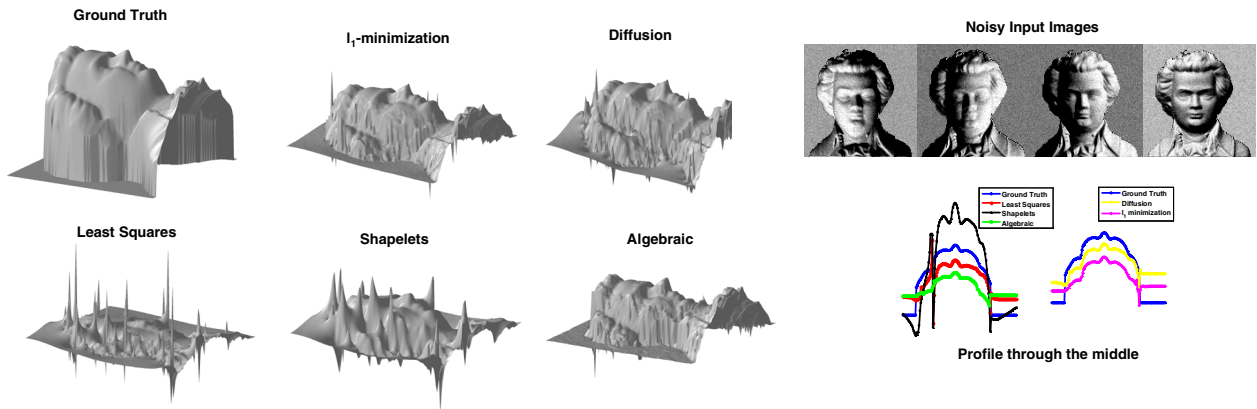 Ground Truth
l1-minimization
Diffusion
Noisy Input Images
Least Squares
Shapelets
Algebraic
Ground Truth
Least Squares
Shapelets
Algebraic
Ground Truth
Diffusion
l1 minimization
Profile through the middle